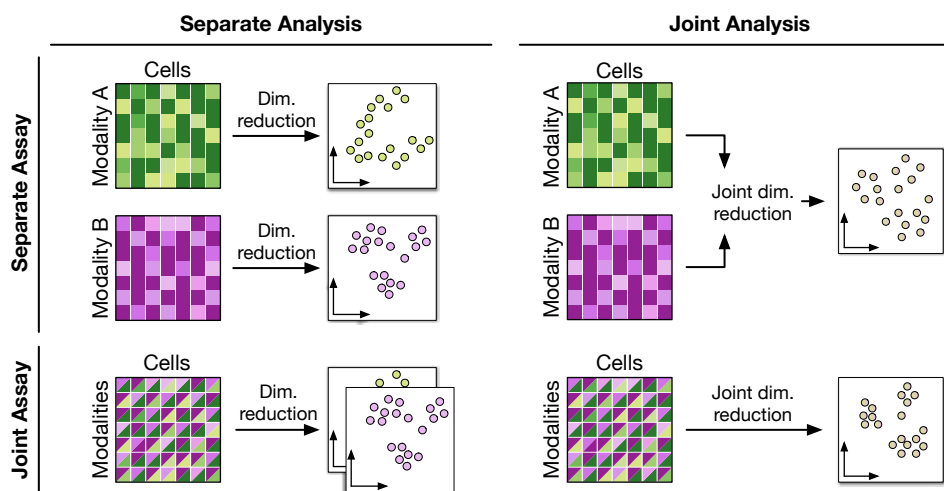 Separate Analysis
Joint Analysis
Separate Assay
Cells
Modality A
Dim.
reduction
Modality B
Dim.
reduction
Cells
Modality A
Modality B
Joint dim.
reduction
Joint Assay
Cells
Modalities
Dim.
reduction
Cells
Modalities
Joint dim.
reduction